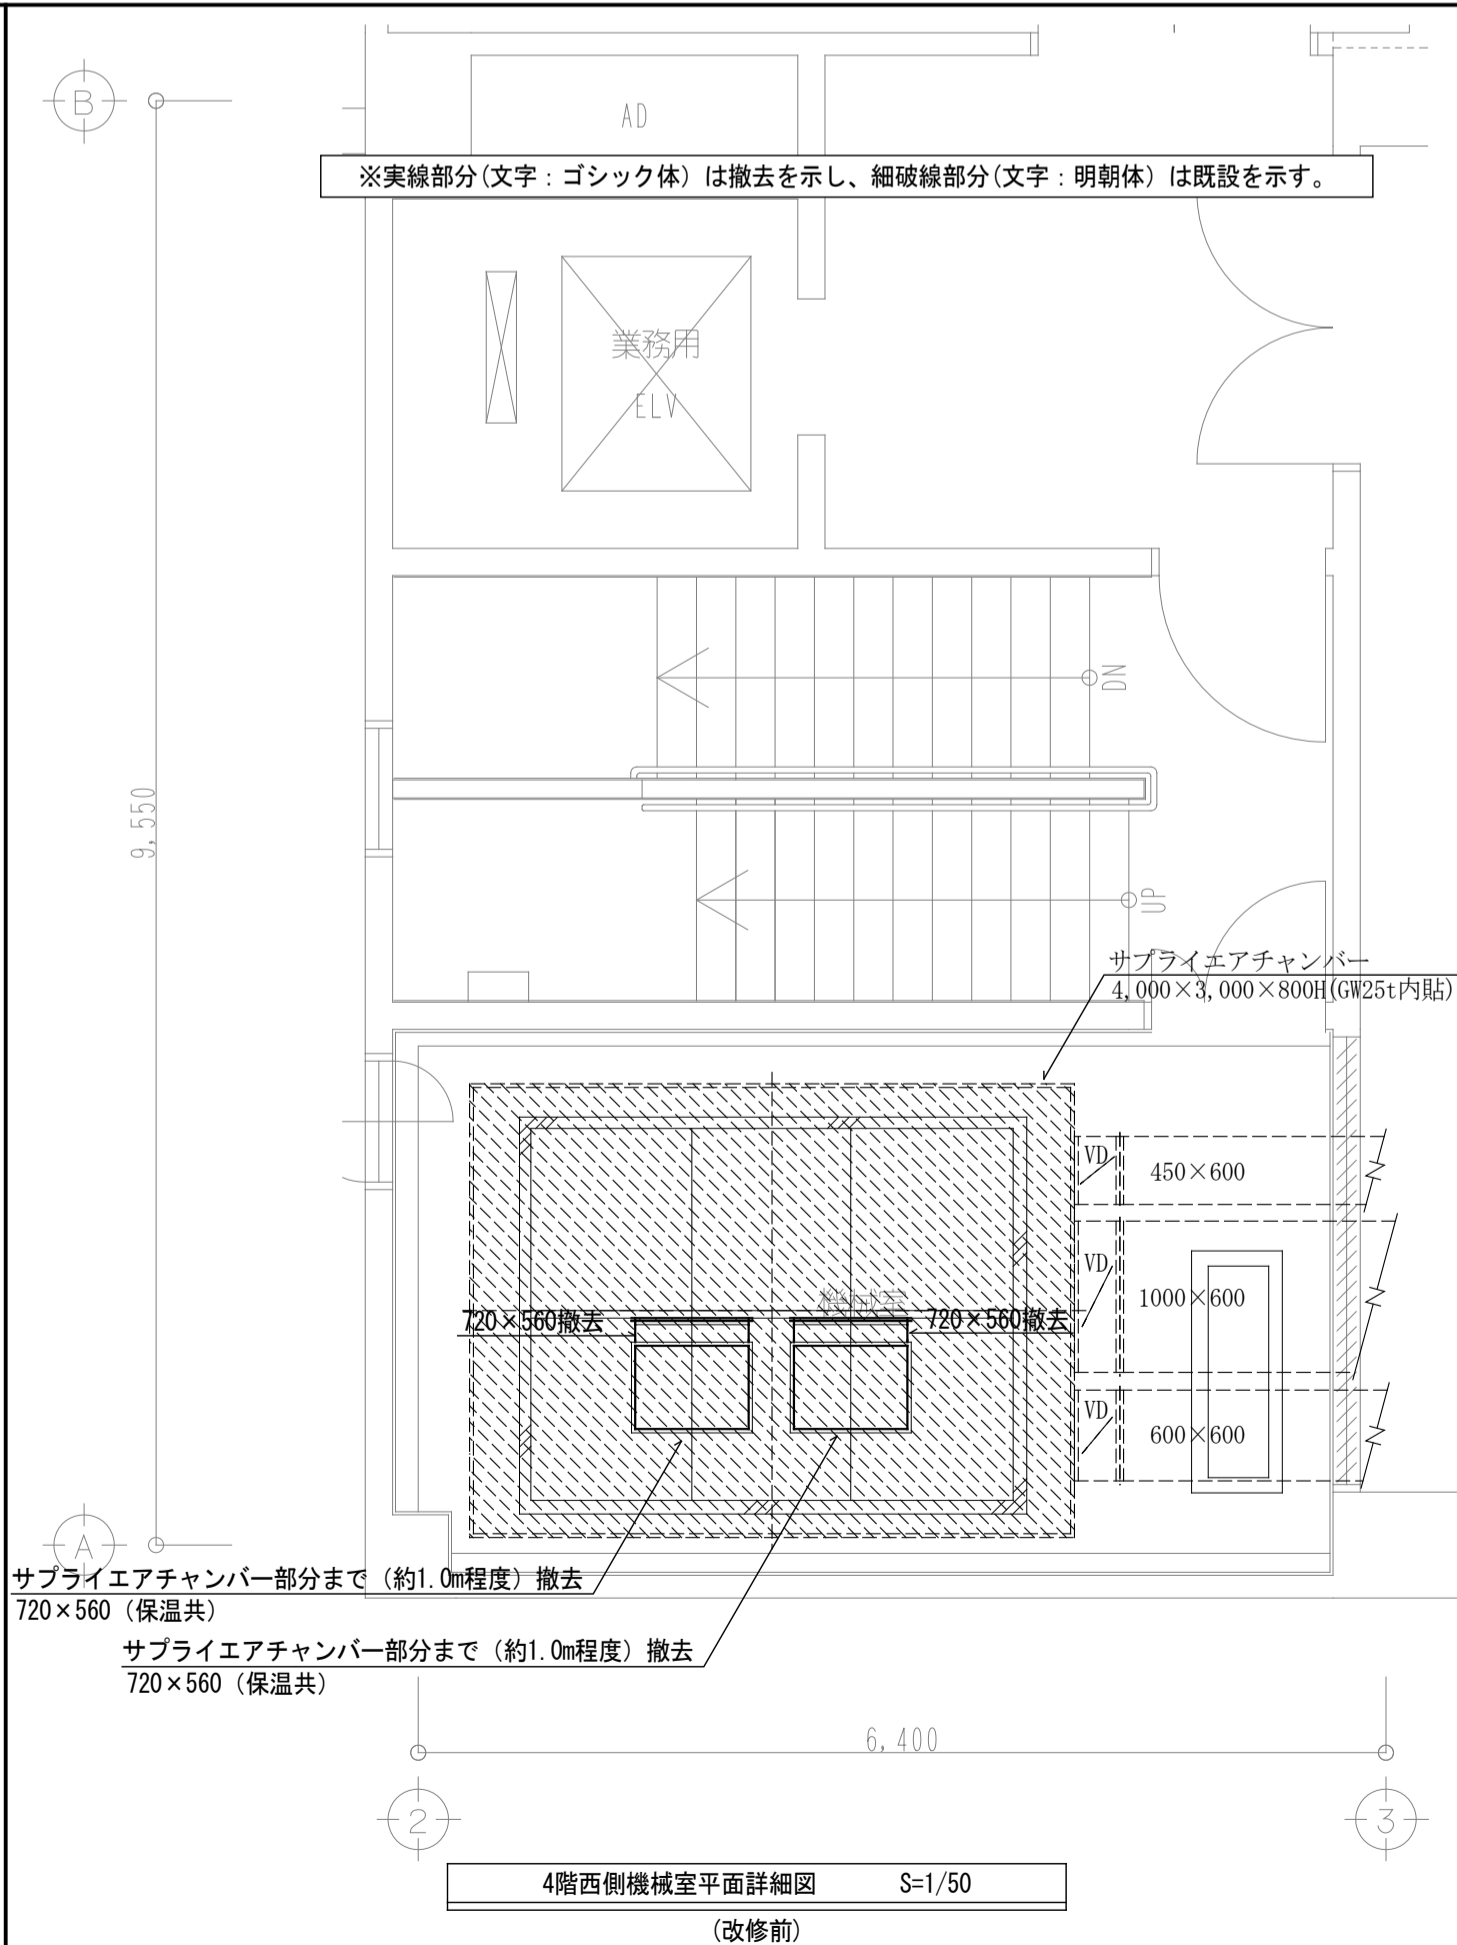 B
AD
※実線部分(文字：ゴシック体）は撤去を示し、細破線部分(文字：明朝体）は既設を示す。
業務用
ELV
DN
9,550
UP
サプライエアチャンバー
4,000×3,000×800H(GW25t内貼)
VD
450×600
VD
機械室
1000×600
720×560撤去
720×560撤去
VD
600×600
A
サプライエアチャンバー部分まで（約1.0m程度）撤去
720×560（保温共）
サプライエアチャンバー部分まで（約1.0m程度）撤去
720×560（保温共）
6,400
2
3
4階西側機械室平面詳細図 S=1/50
(改修前)